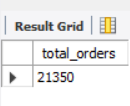 Result Grid
total_orders
21350